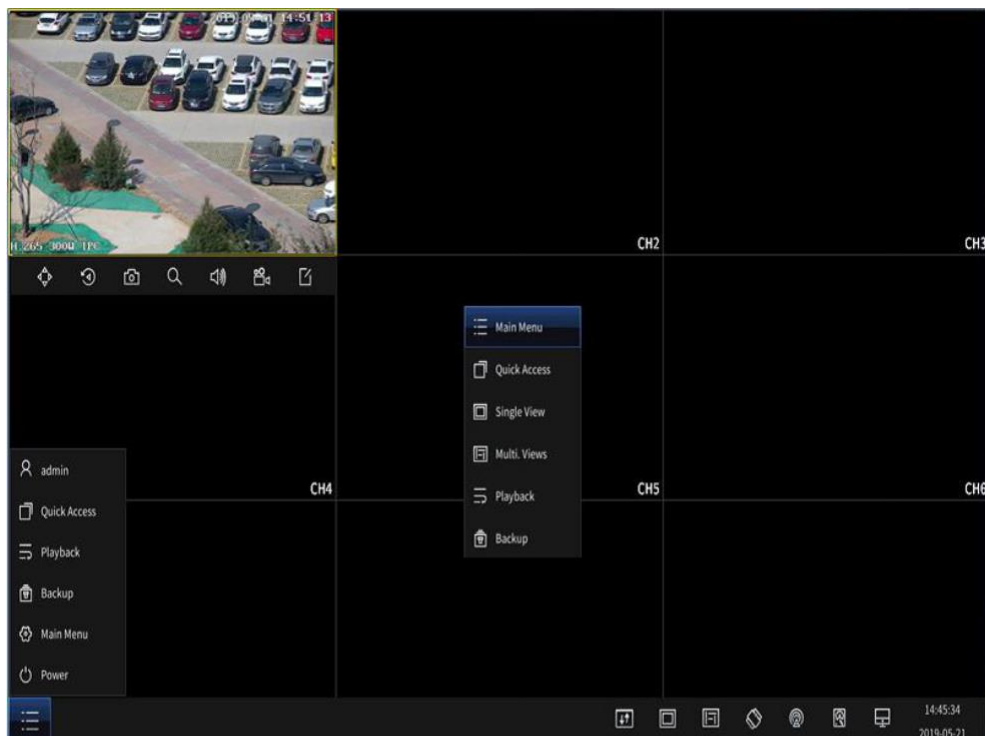 14:51:13
H.265 300W IPC
CH2
CH3
Main Menu
Quick Access
Single View
Multi. Views
Playback
Backup
CH4
CH5
CH6
admin
Quick Access
Playback
Backup
Main Menu
Power
14:45:34
2019-05-21